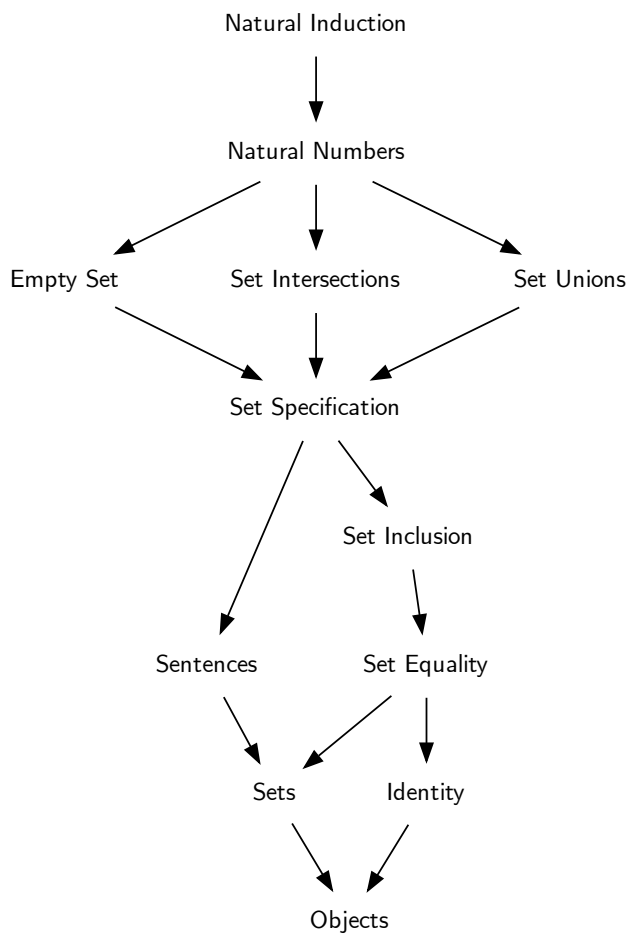 Natural Induction
Natural Numbers
Empty Set
Set Intersections
Set Unions
Set Specification
Set Inclusion
Sentences
Set Equality
Sets
Identity
Objects